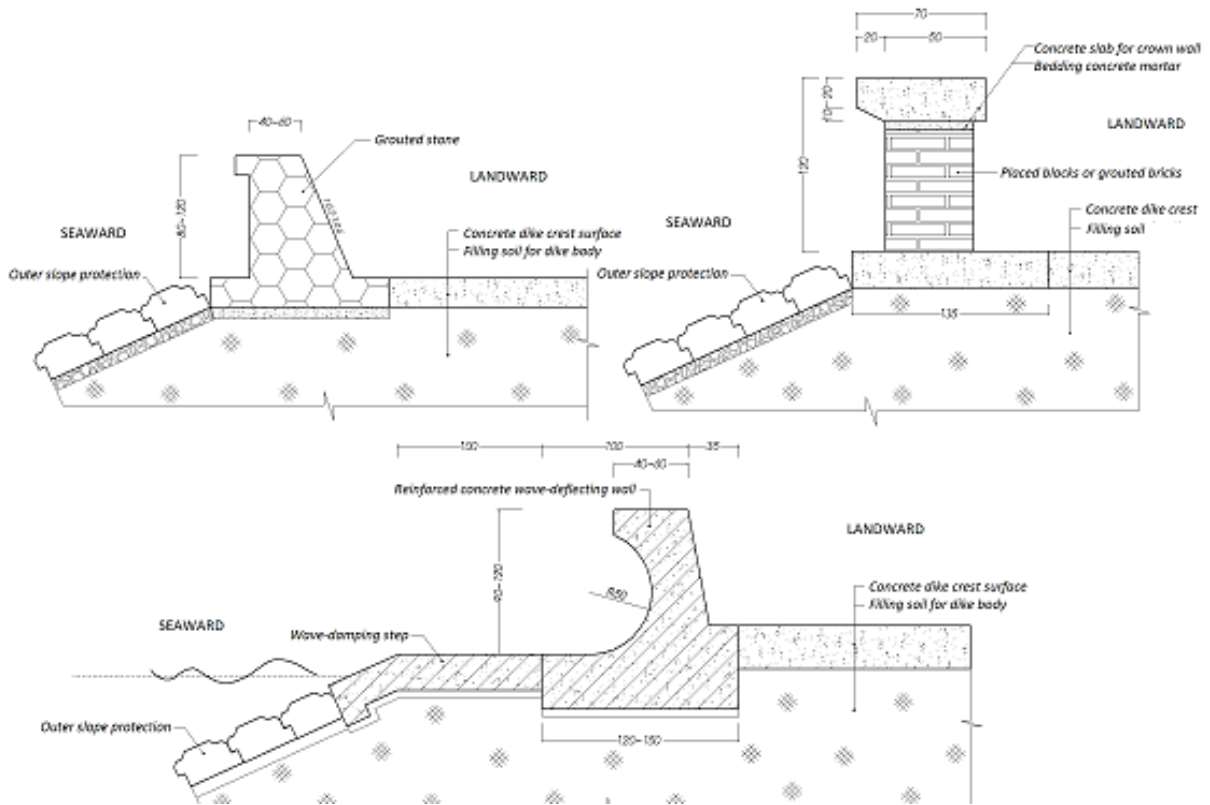 40-60
Grouted stone
LANDWARD
80-120
SEAWARD
Concrete dike crest surface
Filling soil for dike body
Outer slope protection
70
20
50
Concrete slab for crown wall
Bedding concrete mortar
LANDWARD
120
Placed blocks or grouted bricks
SEAWARD
Concrete dike crest
Filling soil
Outer slope protection
135
100
100
35
40-60
Reinforced concrete wave-deflecting wall
LANDWARD
90-120
R50
Concrete dike crest surface
Filling soil for dike body
SEAWARD
Wave-damping step
Outer slope protection
120-150